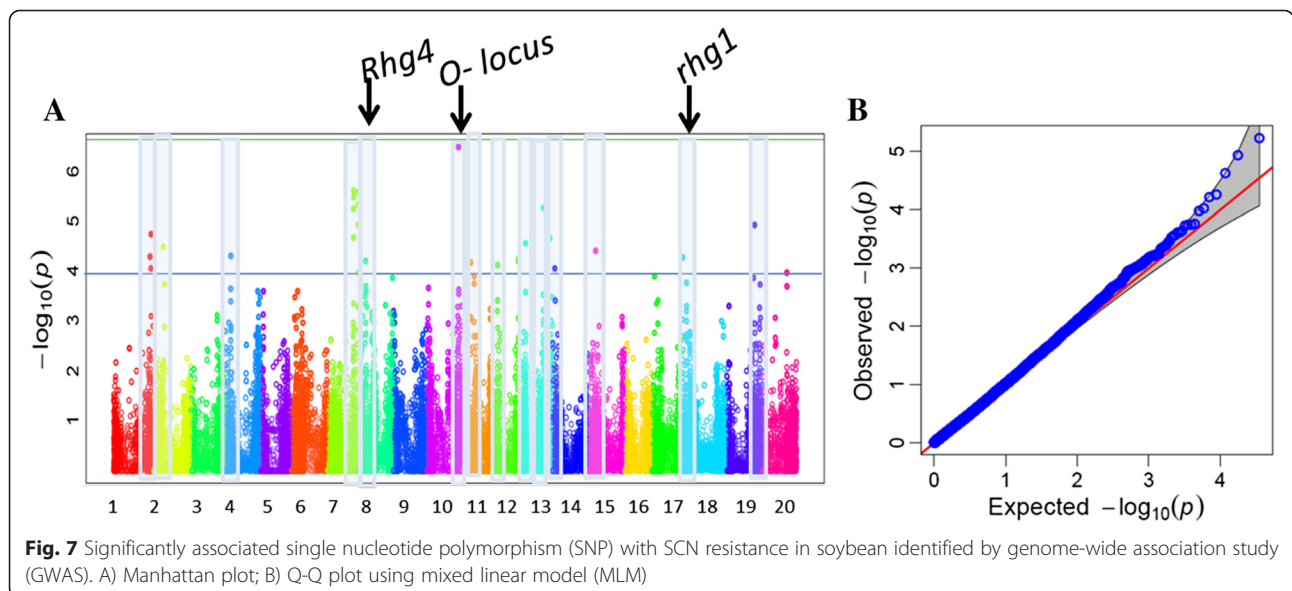 Rhg4
O- locus
rhg1
A
−log10(p)
6
5
4
3
2
1
1 2 3 4 5 6 7 8 9 10 11 12 13 14 15 16 17 18 19 20
B
Observed −log10(p)
5
4
3
2
1
0
0 1 2 3 4
Expected −log10(p)
Fig. 7 Significantly associated single nucleotide polymorphism (SNP) with SCN resistance in soybean identified by genome-wide association study
(GWAS). A) Manhattan plot; B) Q-Q plot using mixed linear model (MLM)